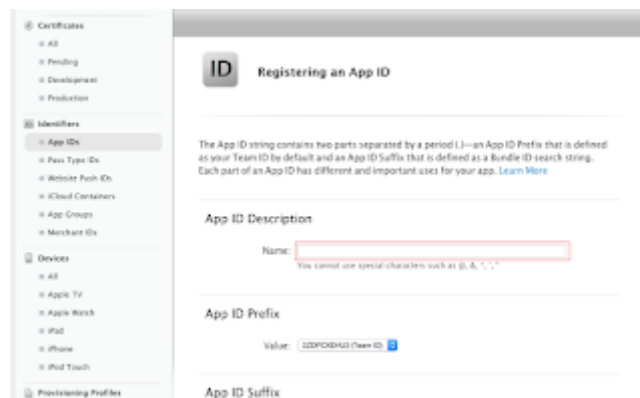 Certificates
All
Pending
Development
Production
Identifiers
App IDs
Pass Type IDs
Website Push IDs
iCloud Containers
App Groups
Merchant IDs
Devices
All
Apple TV
Apple Watch
iPad
iPhone
iPod Touch
Provisioning Profiles
ID
Registering an App ID
The App ID string contains two parts separated by a period (.)—an App ID Prefix that is defined
as your Team ID by default and an App ID Suffix that is defined as a Bundle ID search string.
Each part of an App ID has different and important uses for your app. Learn More
App ID Description
Name:
You cannot use special characters such as @, &, *, ', "
App ID Prefix
Value: (Team ID)
App ID Suffix